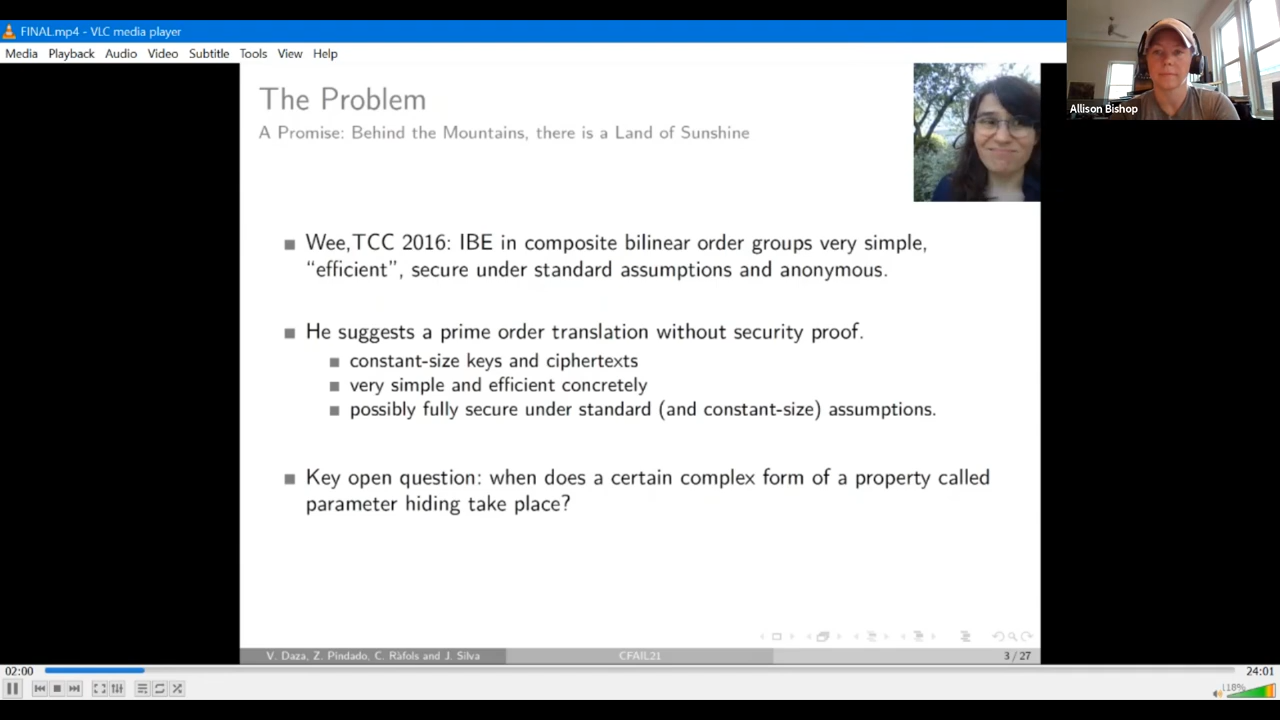 FINAL.mp4 - VLC media player
Media Playback Audio Video Subtitle Tools View Help
Allison Bishop
The Problem
A Promise: Behind the Mountains, there is a Land of Sunshine
Wee,TCC 2016: IBE in composite bilinear order groups very simple,
“efficient”, secure under standard assumptions and anonymous.
He suggests a prime order translation without security proof.
constant-size keys and ciphertexts
very simple and efficient concretely
possibly fully secure under standard (and constant-size) assumptions.
Key open question: when does a certain complex form of a property called
parameter hiding take place?
V. Daza, Z. Pindado, C. Ràfols and J. Silva
CFAIL21
3 / 27
02:00
24:01
118%